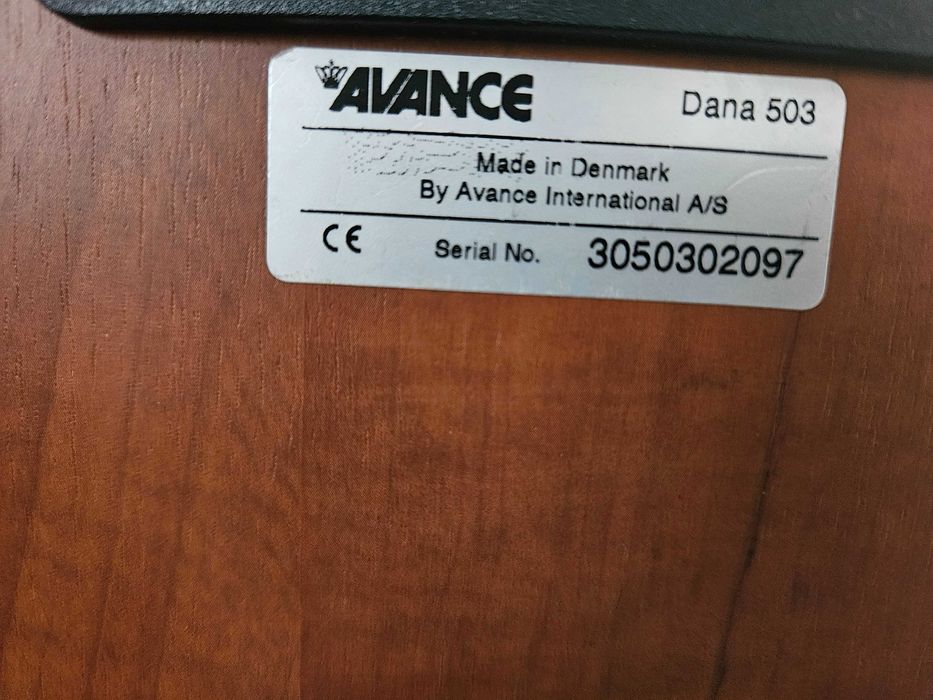 AVANCE Dana 503
Made in Denmark
By Avance International A/S
CE Serial No. 3050302097